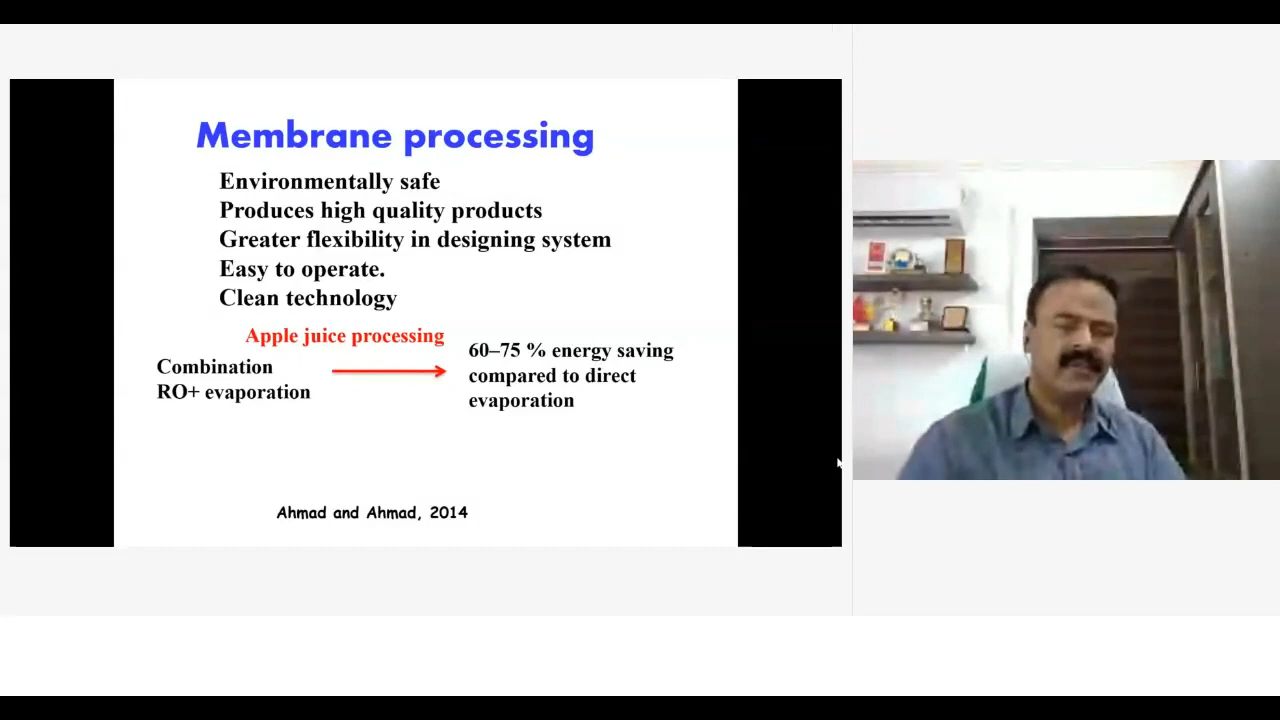 Membrane processing
Environmentally safe
Produces high quality products
Greater flexibility in designing system
Easy to operate.
Clean technology
Apple juice processing
Combination
RO+ evaporation
60–75 % energy saving
compared to direct
evaporation
Ahmad and Ahmad, 2014